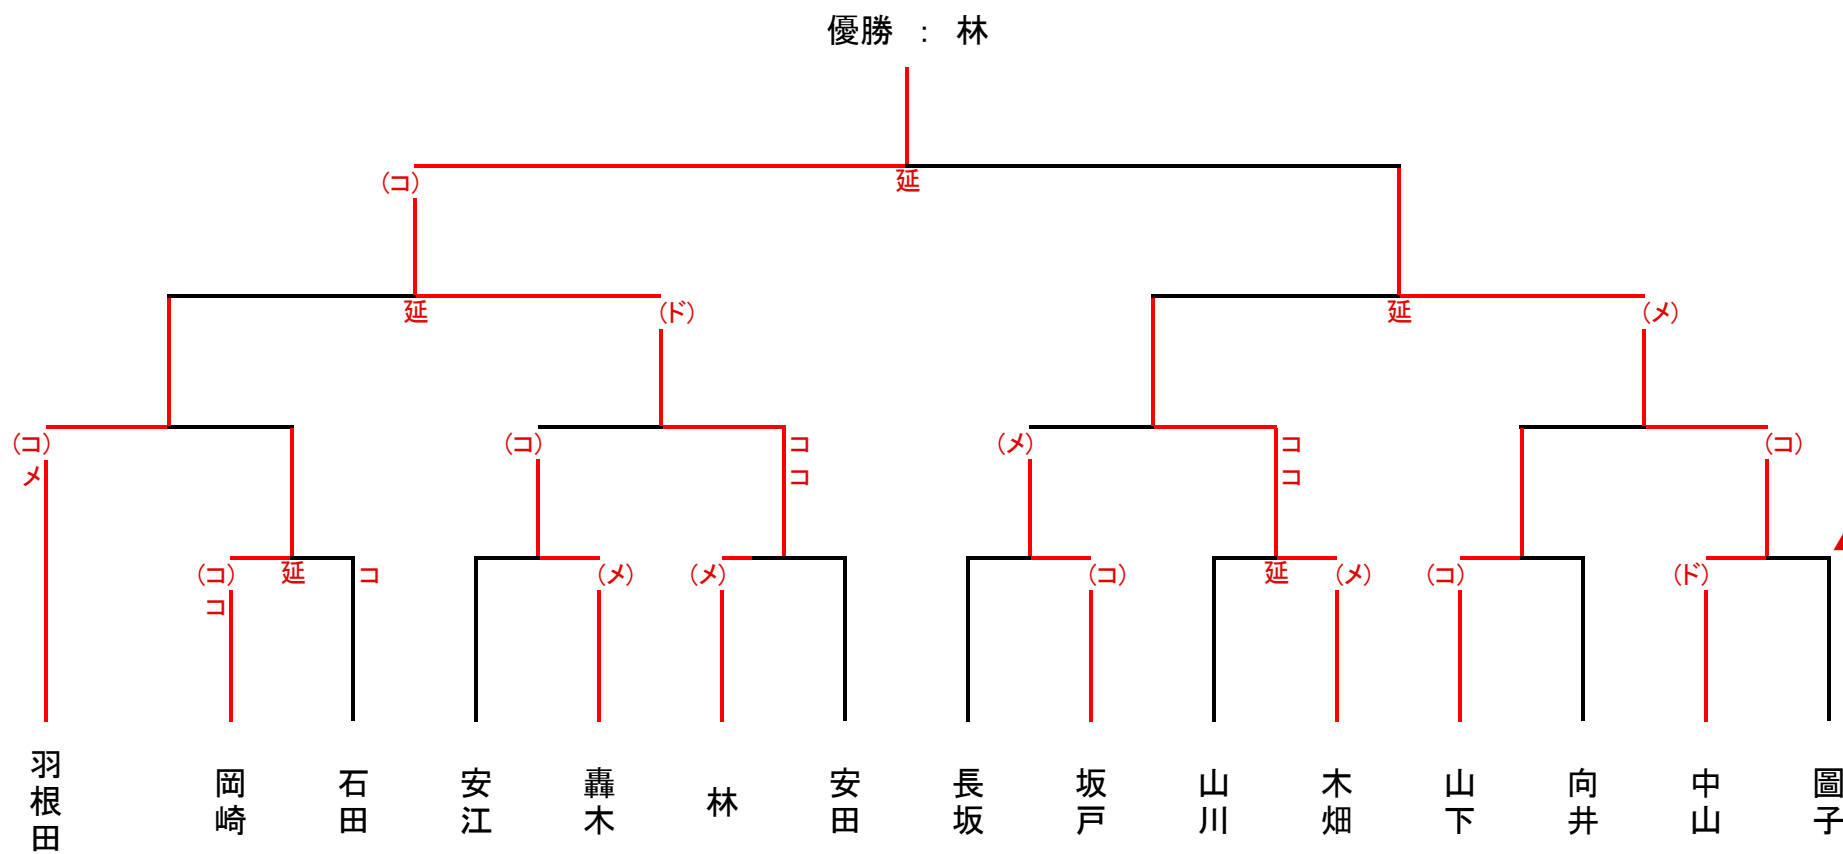 優勝 : 林
(コ)
延
延
(ド)
延
(メ)
(コ)
メ
(コ)
コ
コ
(メ)
コ
コ
(コ)
(コ)
コ
延
コ
(メ)
(メ)
(コ)
延
(メ)
(コ)
(ド)
羽根田
岡崎
石田
安江
轟木
林
安田
長坂
坂戸
山川
木畑
山下
向井
中山
圖子